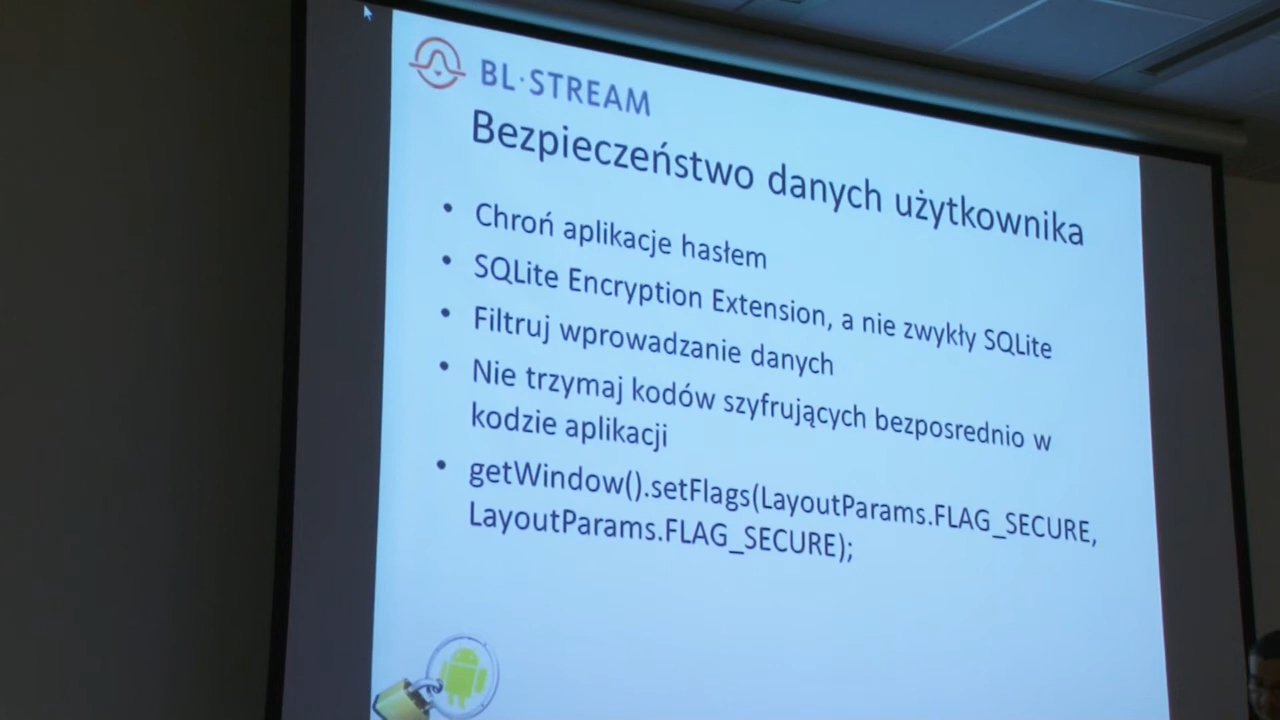 BL·STREAM
Bezpieczeństwo danych użytkownika
• Chroń aplikacje hasłem
• SQLite Encryption Extension, a nie zwykły SQLite
• Filtruj wprowadzanie danych
• Nie trzymaj kodów szyfrujących bezposrednio w
kodzie aplikacji
• getWindow().setFlags(LayoutParams.FLAG_SECURE,
LayoutParams.FLAG_SECURE);